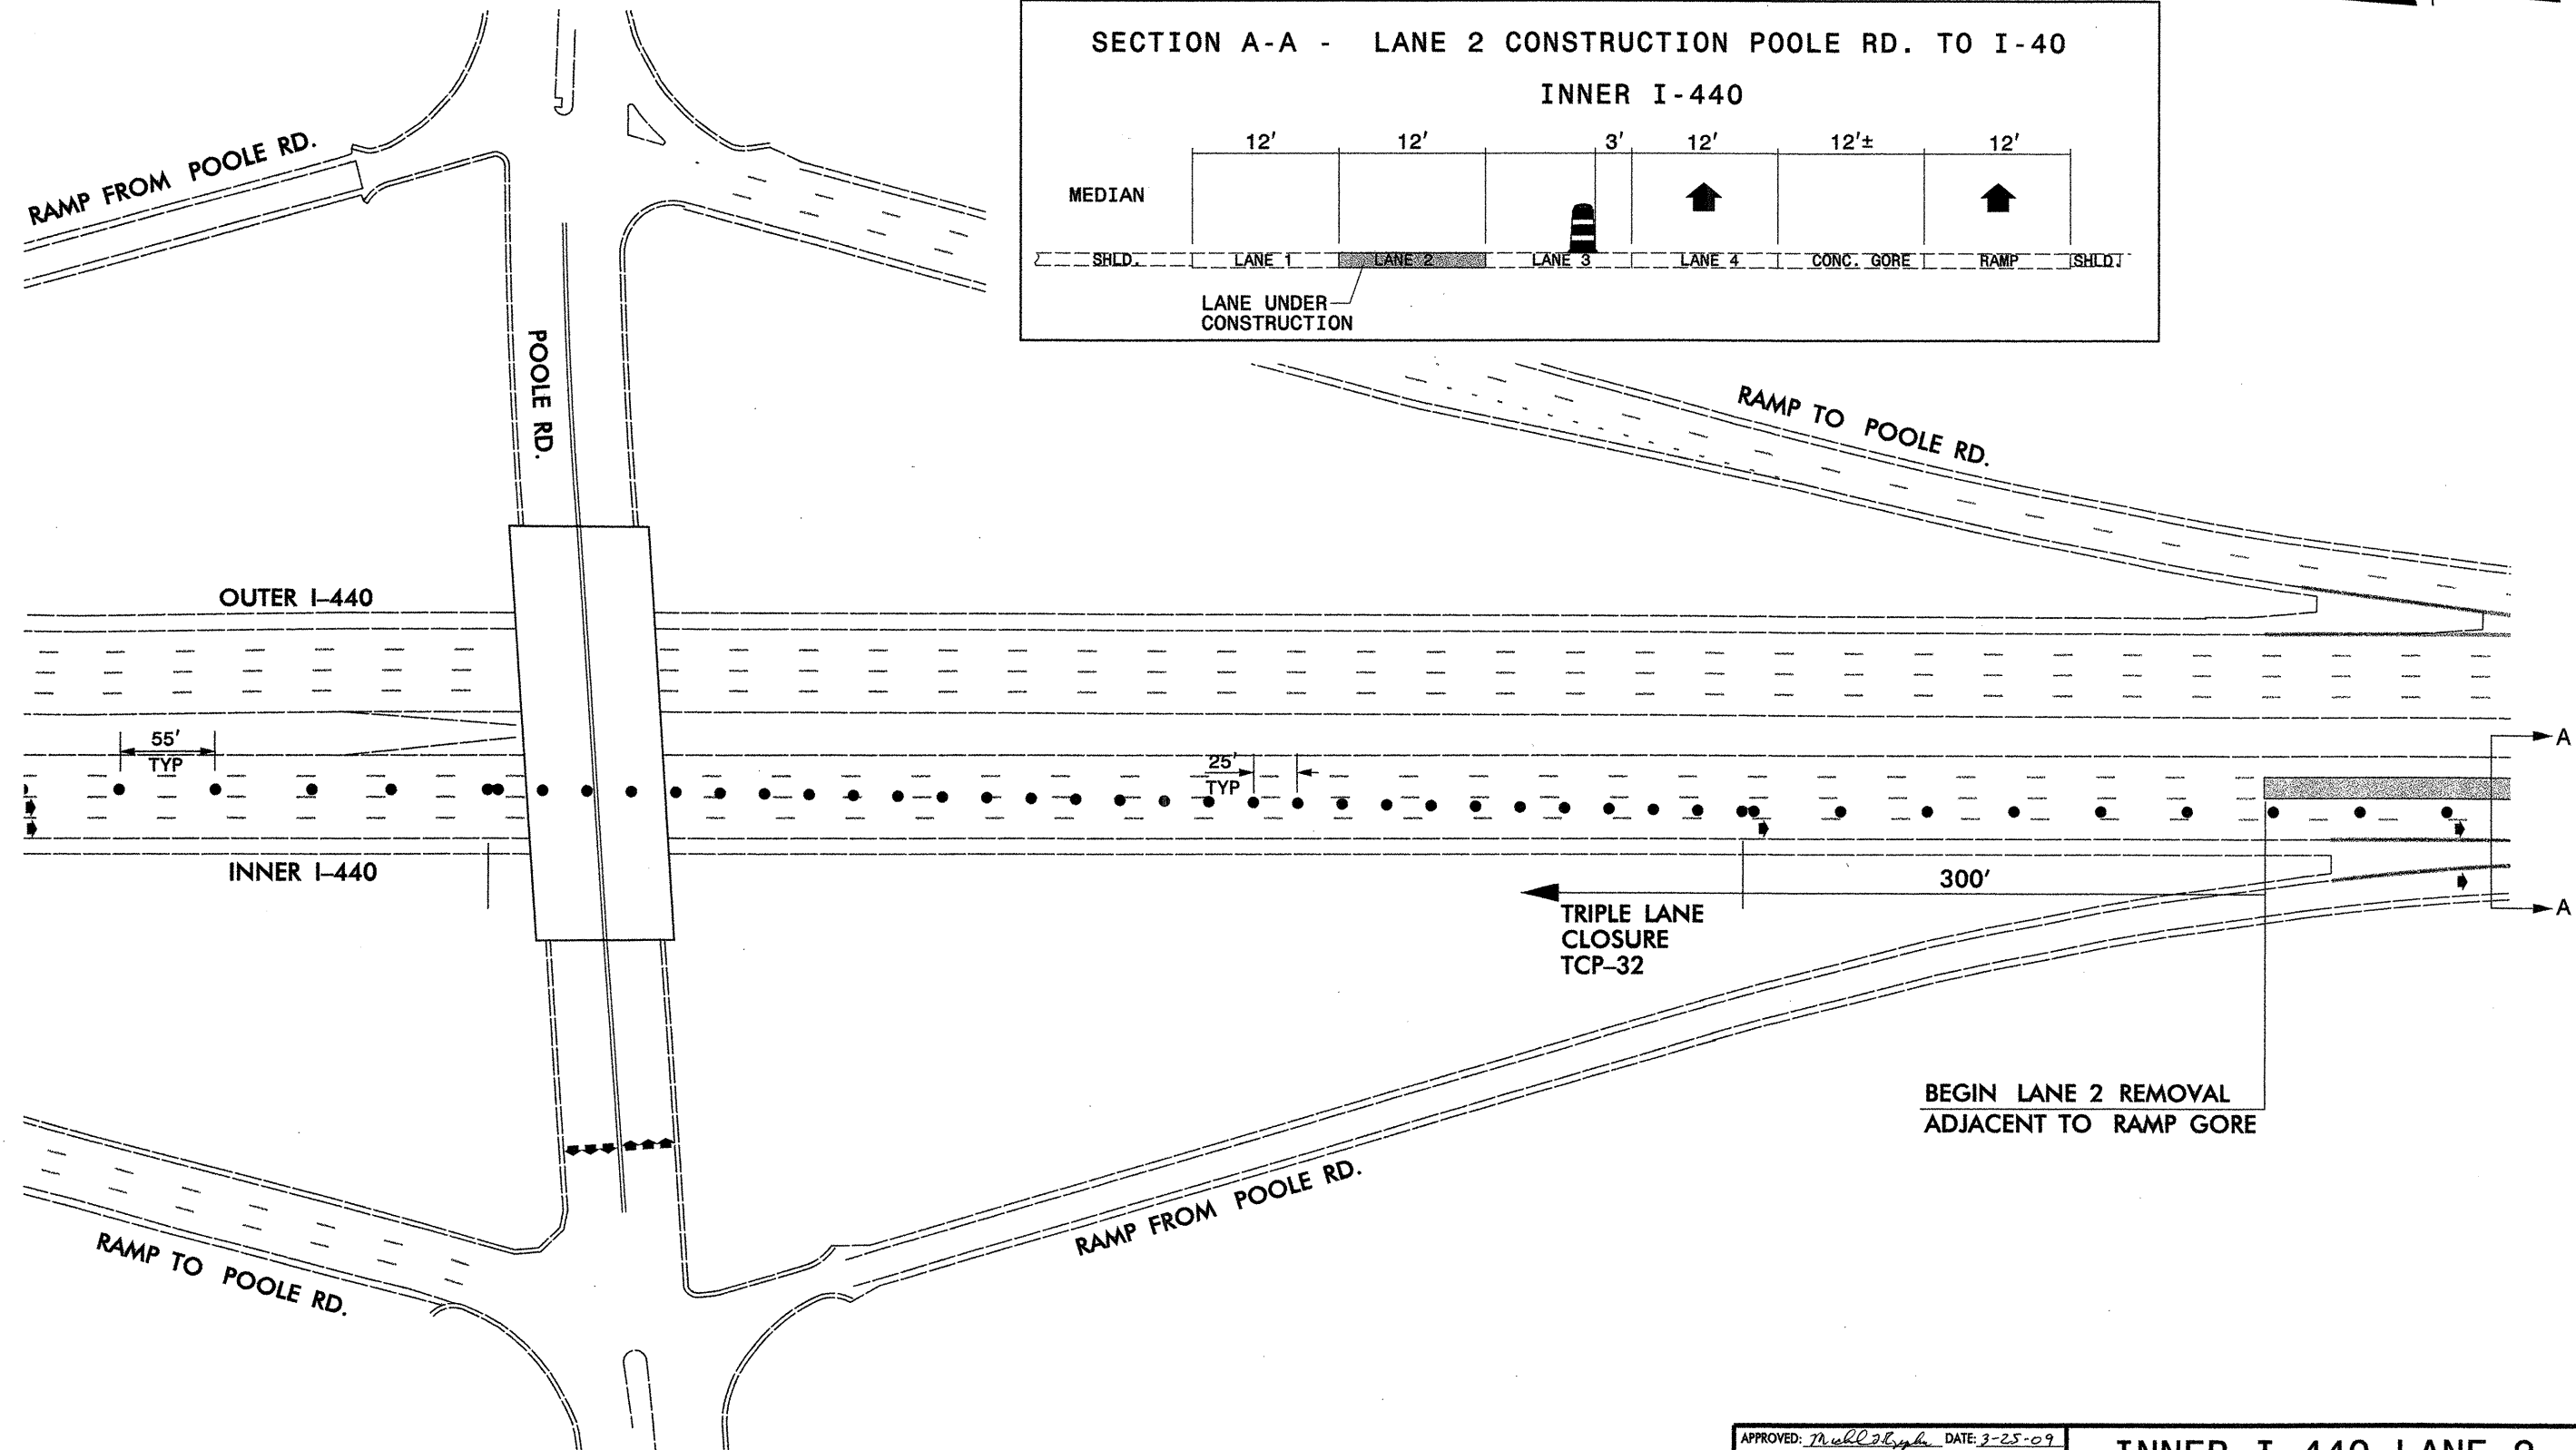 SECTION A-A - LANE 2 CONSTRUCTION POOLE RD. TO I-40
INNER I-440
12' 12' 3' 12' 12'± 12'
MEDIAN
SHLD. LANE 1 LANE 2 LANE 3 LANE 4 CONC. GORE RAMP SHLD.
LANE UNDER
CONSTRUCTION
RAMP FROM POOLE RD.
POOLE RD.
RAMP TO POOLE RD.
OUTER I-440
55'
TYP
25'
TYP
A
INNER I-440
300'
A
TRIPLE LANE
CLOSURE
TCP-32
BEGIN LANE 2 REMOVAL
ADJACENT TO RAMP GORE
RAMP FROM POOLE RD.
RAMP TO POOLE RD.
APPROVED: DATE: 3-25-09
INNER I-440 LANE 2